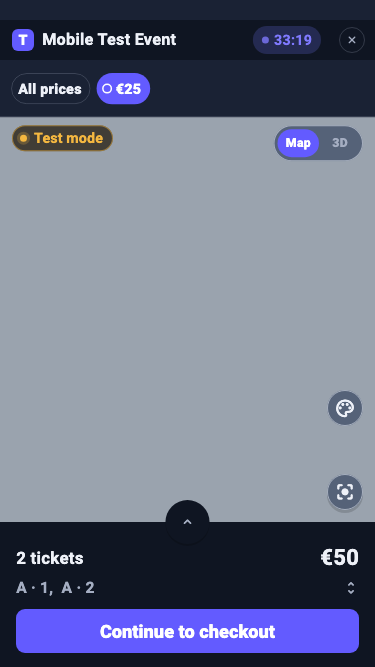 T Mobile Test Event 33:19
All prices €25
Test mode Map 3D
2 tickets €50
A · 1, A · 2
Continue to checkout